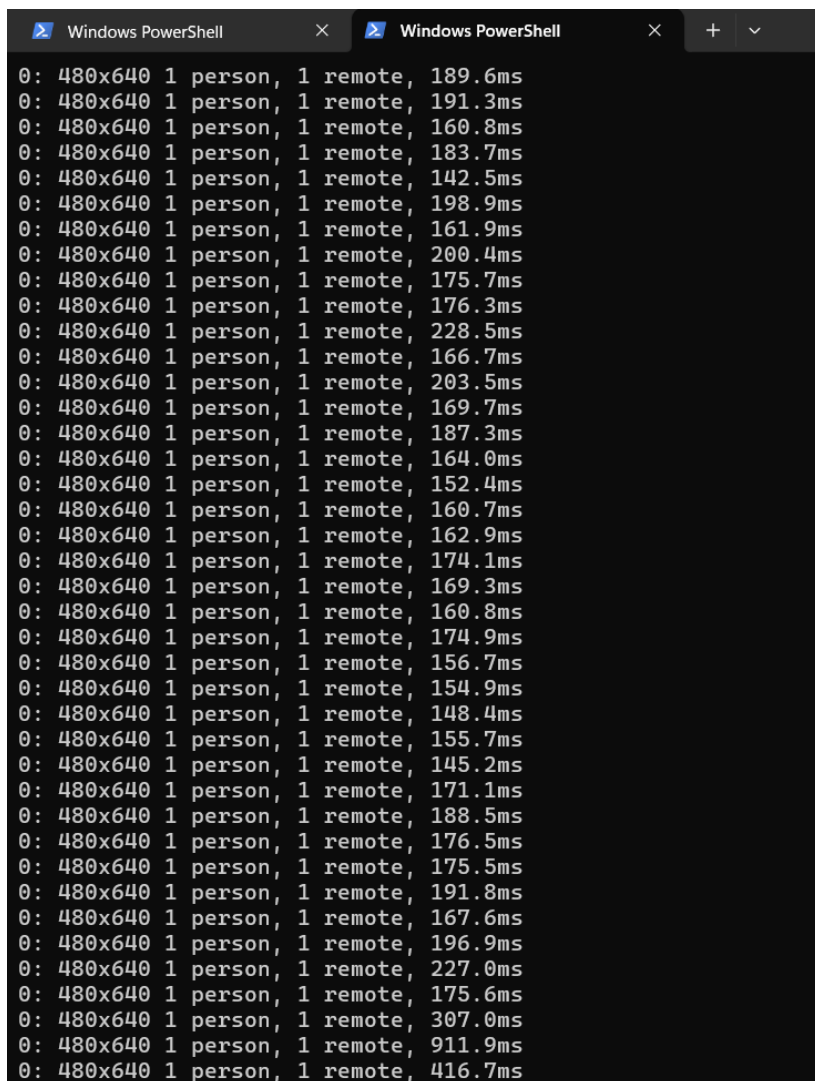 Windows PowerShell
Windows PowerShell
0: 480x640 1 person, 1 remote, 189.6ms
0: 480x640 1 person, 1 remote, 191.3ms
0: 480x640 1 person, 1 remote, 160.8ms
0: 480x640 1 person, 1 remote, 183.7ms
0: 480x640 1 person, 1 remote, 142.5ms
0: 480x640 1 person, 1 remote, 198.9ms
0: 480x640 1 person, 1 remote, 161.9ms
0: 480x640 1 person, 1 remote, 200.4ms
0: 480x640 1 person, 1 remote, 175.7ms
0: 480x640 1 person, 1 remote, 176.3ms
0: 480x640 1 person, 1 remote, 228.5ms
0: 480x640 1 person, 1 remote, 166.7ms
0: 480x640 1 person, 1 remote, 203.5ms
0: 480x640 1 person, 1 remote, 169.7ms
0: 480x640 1 person, 1 remote, 187.3ms
0: 480x640 1 person, 1 remote, 164.0ms
0: 480x640 1 person, 1 remote, 152.4ms
0: 480x640 1 person, 1 remote, 160.7ms
0: 480x640 1 person, 1 remote, 162.9ms
0: 480x640 1 person, 1 remote, 174.1ms
0: 480x640 1 person, 1 remote, 169.3ms
0: 480x640 1 person, 1 remote, 160.8ms
0: 480x640 1 person, 1 remote, 174.9ms
0: 480x640 1 person, 1 remote, 156.7ms
0: 480x640 1 person, 1 remote, 154.9ms
0: 480x640 1 person, 1 remote, 148.4ms
0: 480x640 1 person, 1 remote, 155.7ms
0: 480x640 1 person, 1 remote, 145.2ms
0: 480x640 1 person, 1 remote, 171.1ms
0: 480x640 1 person, 1 remote, 188.5ms
0: 480x640 1 person, 1 remote, 176.5ms
0: 480x640 1 person, 1 remote, 175.5ms
0: 480x640 1 person, 1 remote, 191.8ms
0: 480x640 1 person, 1 remote, 167.6ms
0: 480x640 1 person, 1 remote, 196.9ms
0: 480x640 1 person, 1 remote, 227.0ms
0: 480x640 1 person, 1 remote, 175.6ms
0: 480x640 1 person, 1 remote, 307.0ms
0: 480x640 1 person, 1 remote, 911.9ms
0: 480x640 1 person, 1 remote, 416.7ms